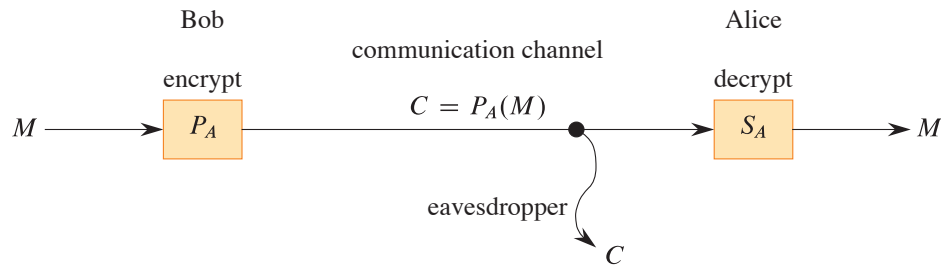 Bob
Alice
communication channel
encrypt
decrypt
M
P_A
C = P_A(M)
S_A
M
eavesdropper
C